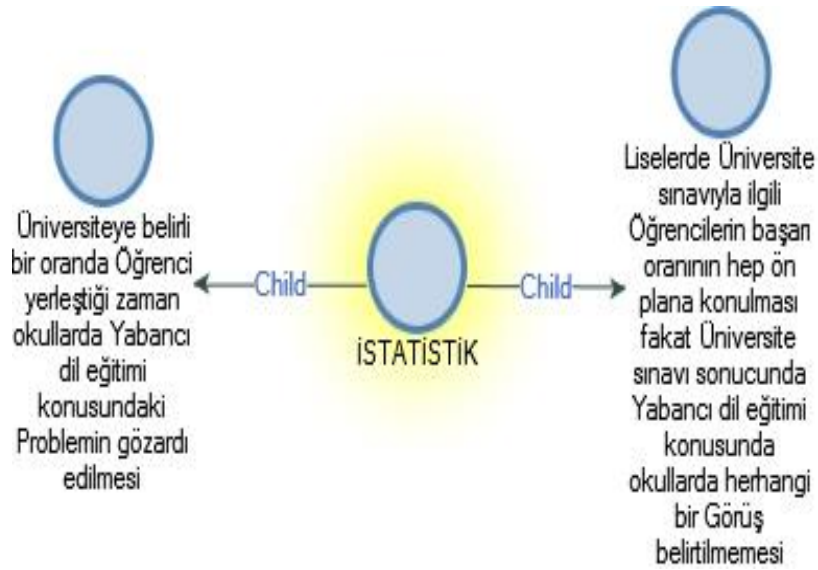 Üniversiteye belirli
bir oranda Öğrenci
yerleştiği zaman
okullarda Yabancı
dil eğitimi
konusundaki
Problemin gözardı
edilmesi
Child
İSTATİSTİK
Child
Liselerde Üniversite
sınavıyla ilgili
Öğrencilerin başarı
oranının hep ön
plana konulması
fakat Üniversite
sınavı sonucunda
Yabancı dil eğitimi
konusunda
okullarda herhangi
bir Görüş
belirtilmemesi